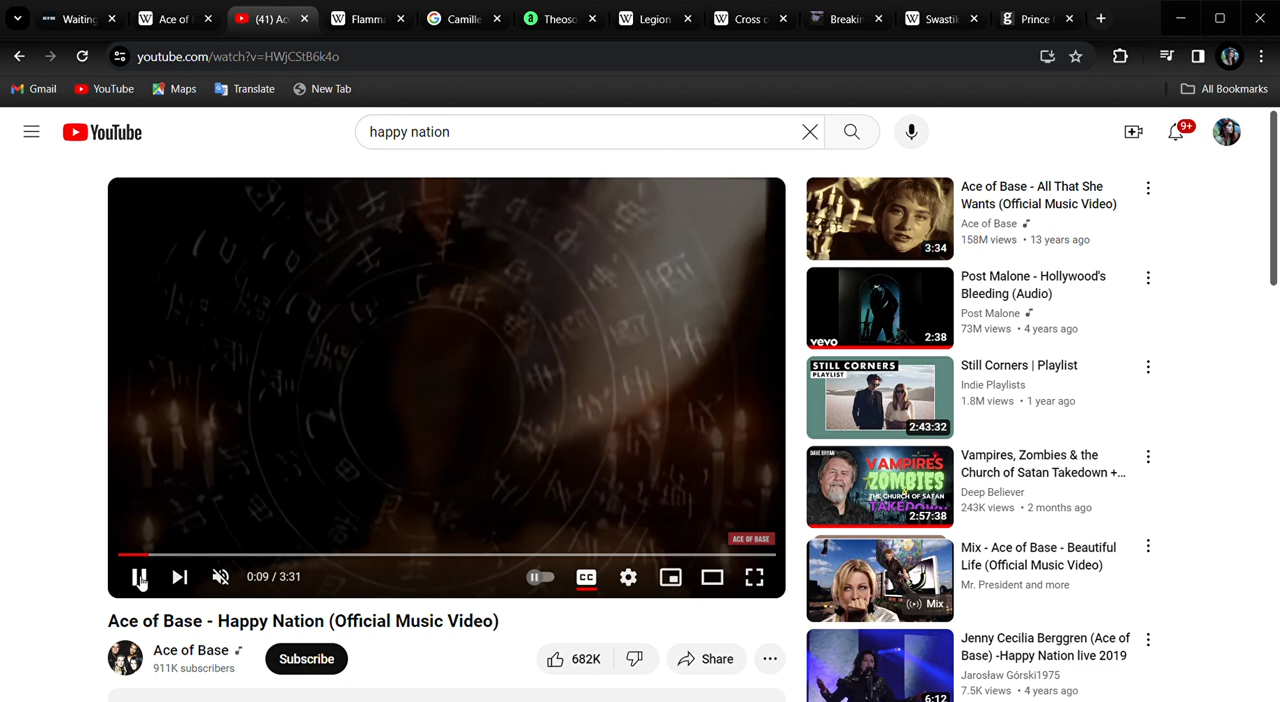 Waiting
Ace of
(41) Ac
Flamm
Camille
Theoso
Legion
Cross o
Breakin
Swastik
Prince
youtube.com/watch?v=HWjCStB6k4o
Gmail
YouTube
Maps
Translate
New Tab
All Bookmarks
YouTube
happy nation
9+
ACE OF BASE
0:09 / 3:31
CC
Ace of Base - Happy Nation (Official Music Video)
Ace of Base
911K subscribers
Subscribe
682K
Share
3:34
Ace of Base - All That She
Wants (Official Music Video)
Ace of Base
158M views • 13 years ago
vevo
2:38
Post Malone - Hollywood's
Bleeding (Audio)
Post Malone
73M views • 4 years ago
STILL CORNERS
PLAYLIST
2:43:32
Still Corners | Playlist
Indie Playlists
1.8M views • 1 year ago
DAVE BRYAN
VAMPIRES
ZOMBIES
THE CHURCH OF SATAN
TAKEDOWN
2:57:38
Vampires, Zombies & the
Church of Satan Takedown +...
Deep Believer
243K views • 2 months ago
Mix
Mix - Ace of Base - Beautiful
Life (Official Music Video)
Mr. President and more
6:12
Jenny Cecilia Berggren (Ace of
Base) -Happy Nation live 2019
Jarosław Górski1975
7.5K views • 4 years ago